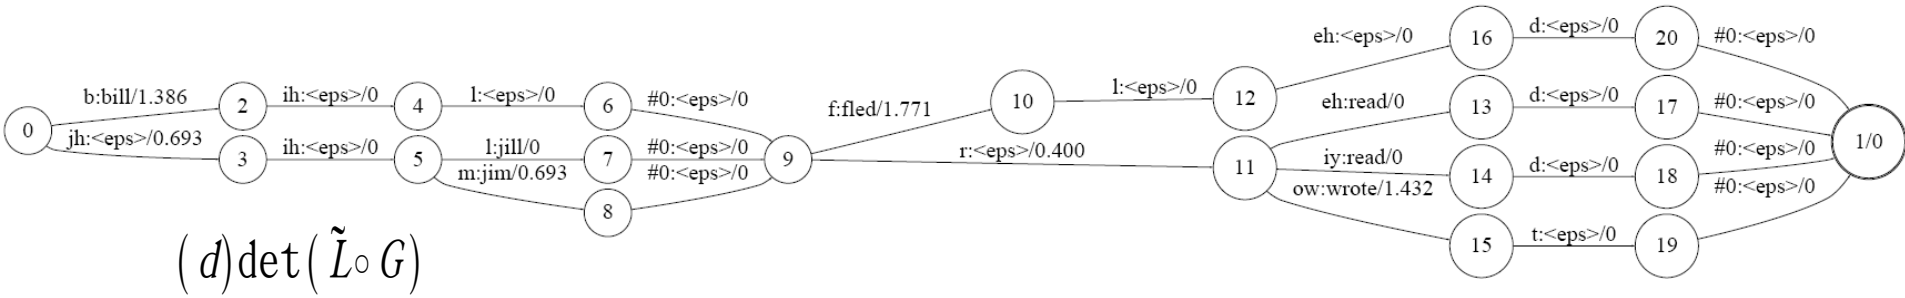 0
b:bill/1.386
jh:<eps>/0.693
2
3
ih:<eps>/0
ih:<eps>/0
4
5
l:<eps>/0
l:jill/0
m:jim/0.693
6
7
8
#0:<eps>/0
#0:<eps>/0
#0:<eps>/0
9
f:fled/1.771
r:<eps>/0.400
10
l:<eps>/0
12
11
eh:<eps>/0
eh:read/0
iy:read/0
ow:wrote/1.432
16
13
14
15
d:<eps>/0
d:<eps>/0
d:<eps>/0
t:<eps>/0
20
17
18
19
#0:<eps>/0
#0:<eps>/0
#0:<eps>/0
#0:<eps>/0
1/0
(d)det(L̃∘G)